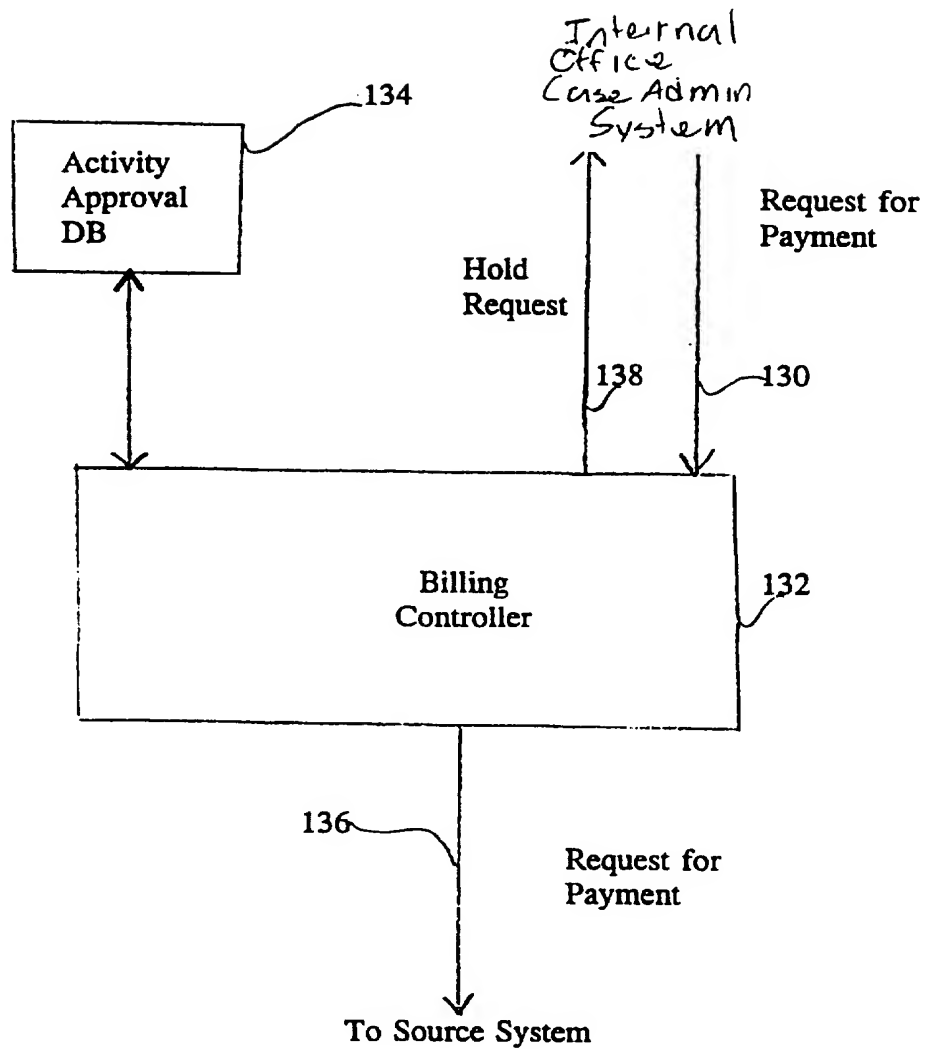 Internal
Office
Case Admin
System
134
Activity
Approval
DB
Request for
Payment
Hold
Request
138
130
Billing
Controller
132
136
Request for
Payment
To Source System